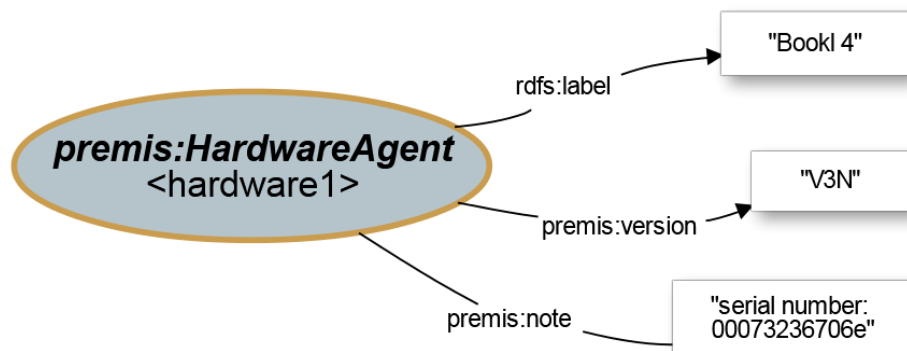 "Bookl 4"
rdfs:label
premis:HardwareAgent
<hardware1>
"V3N"
premis:version
"serial number:
00073236706e"
premis:note